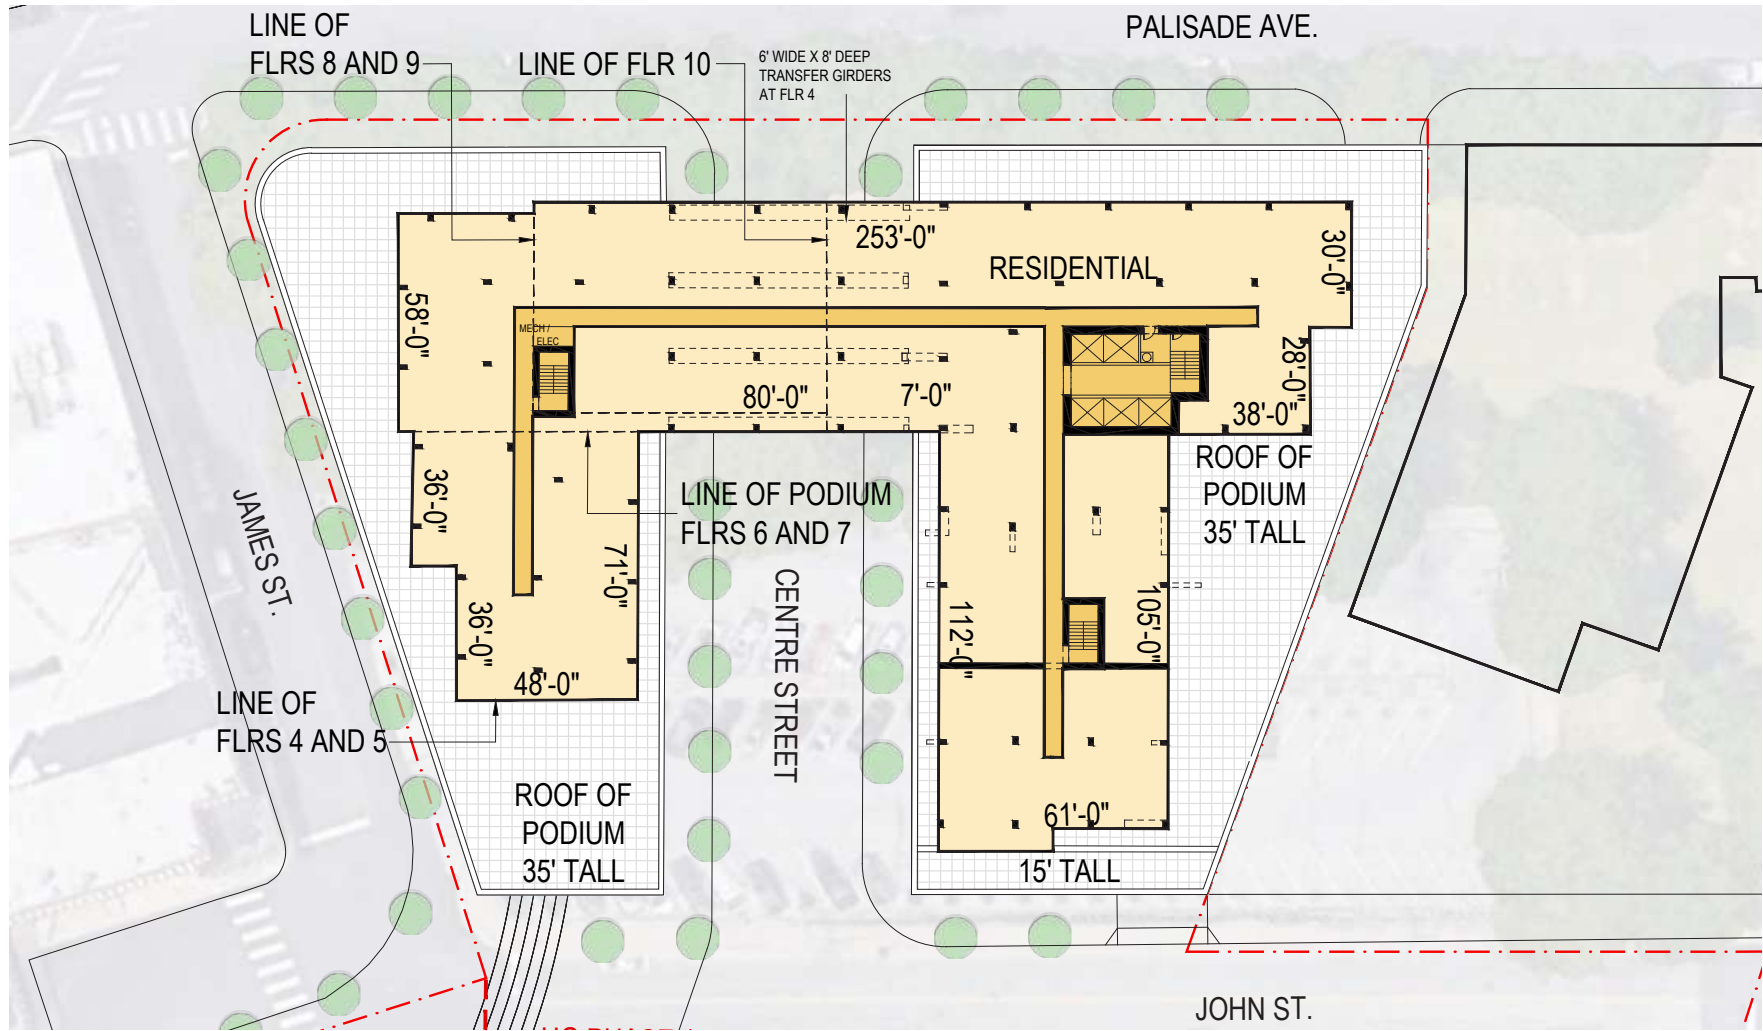 LINE OF
FLRS 8 AND 9
LINE OF FLR 10
6' WIDE X 8' DEEP
TRANSFER GIRDERS
AT FLR 4
PALISADE AVE.
253'-0"
RESIDENTIAL
30'-0"
58'-0"
MECH /
ELEC
28'-0"
80'-0"
7'-0"
38'-0"
ROOF OF
PODIUM
35' TALL
36'-0"
LINE OF PODIUM
FLRS 6 AND 7
JAMES ST.
71'-0"
CENTRE STREET
36'-0"
112'-0"
105'-0"
48'-0"
LINE OF
FLRS 4 AND 5
ROOF OF
PODIUM
35' TALL
61'-0"
15' TALL
JOHN ST.